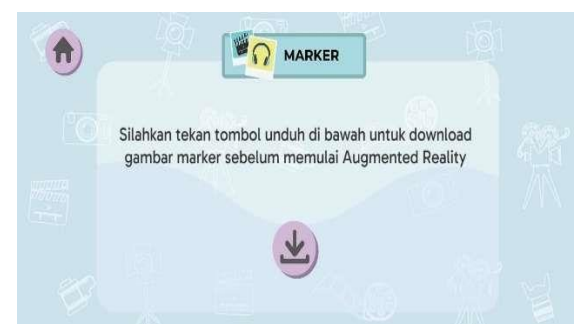 MARKER
Silahkan tekan tombol unduh di bawah untuk download
gambar marker sebelum memulai Augmented Reality